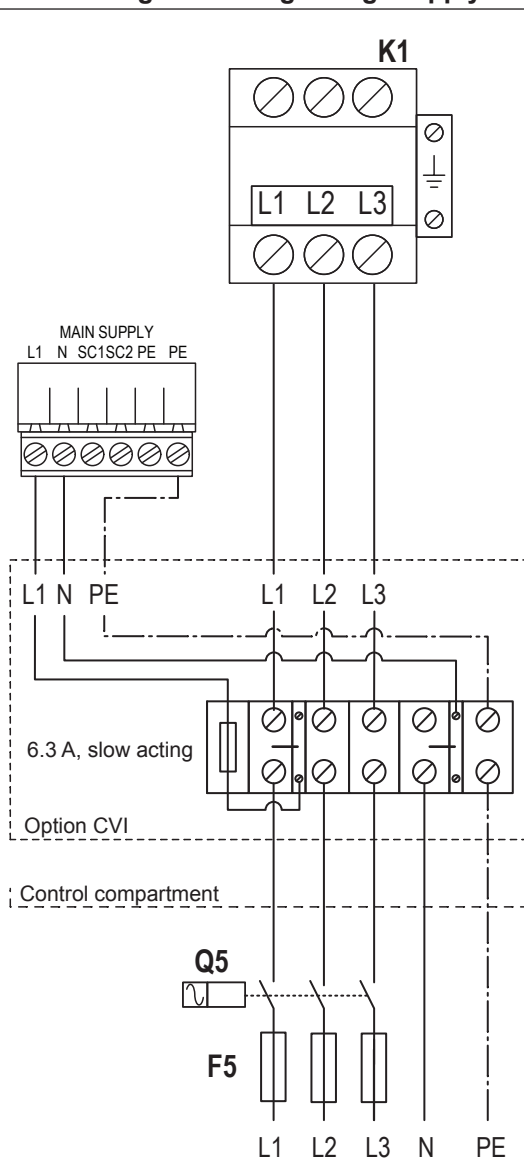 K1
L1 L2 L3
MAIN SUPPLY
L1 N SC1SC2 PE PE
L1 N PE L1 L2 L3
6.3 A, slow acting
Option CVI
Control compartment
Q5
F5
L1 L2 L3 N PE